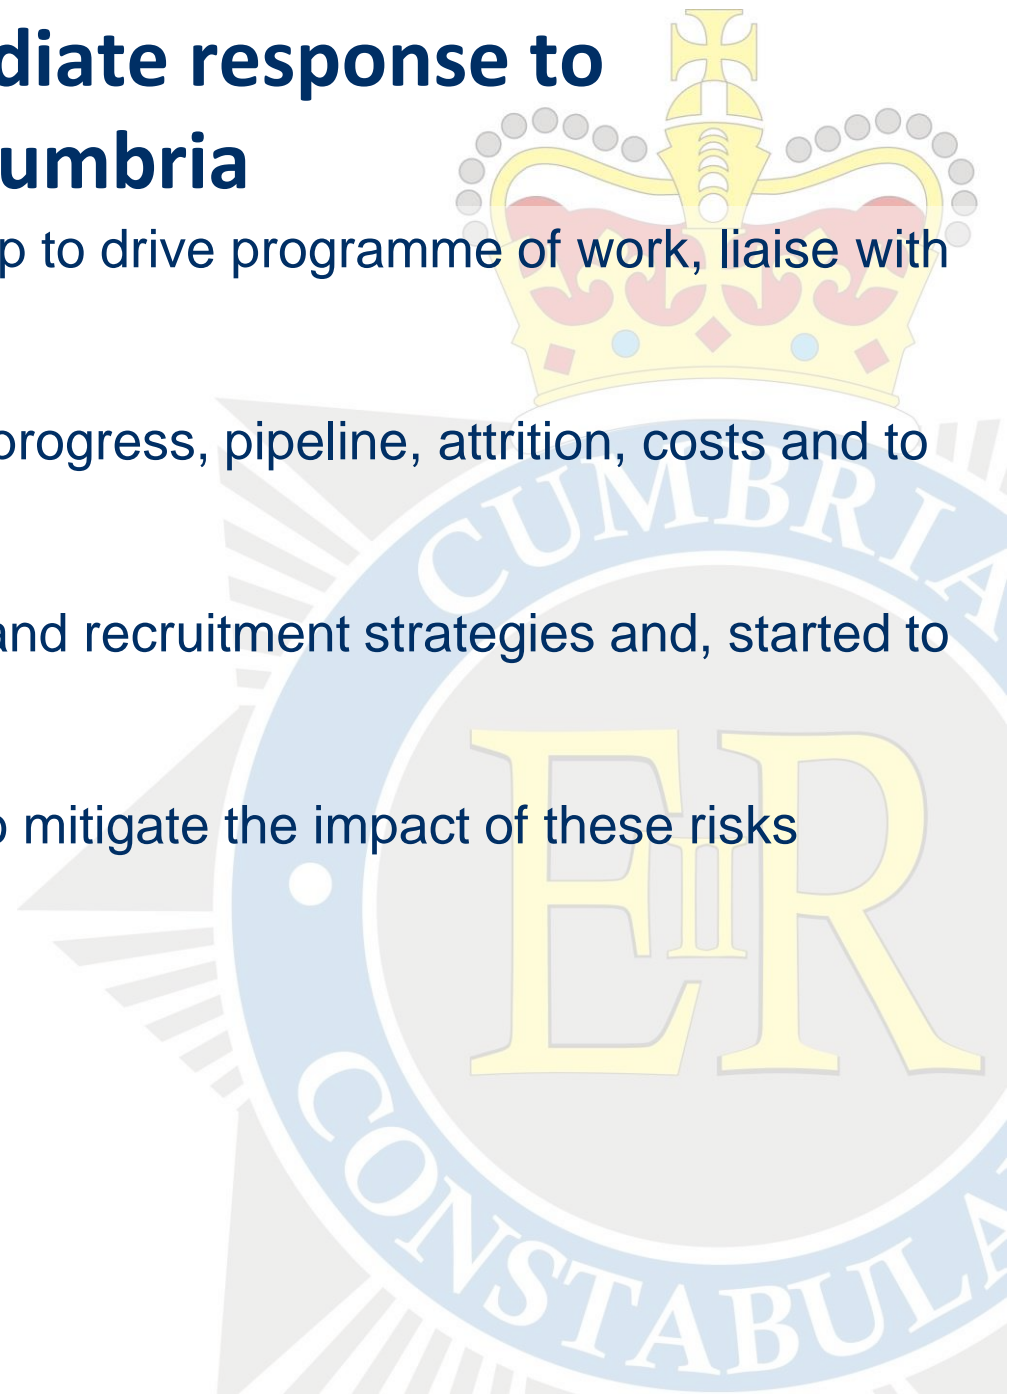 diate response to
umbria
p to drive programme of work, liaise with
progress, pipeline, attrition, costs and to
and recruitment strategies and, started to
o mitigate the impact of these risks
CUMBRIA
EIIR
CONSTABULA